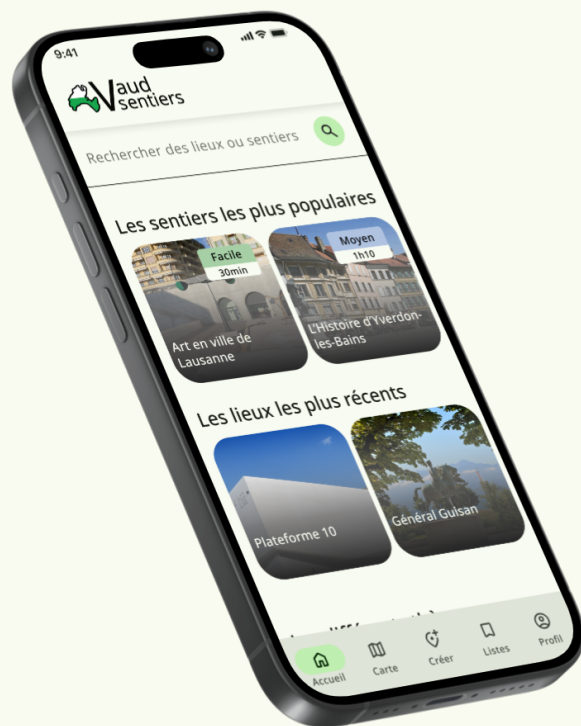 9:41
Vaud
sentiers
Rechercher des lieux ou sentiers
Les sentiers les plus populaires
Facile
30min
Art en ville de
Lausanne
Moyen
1h10
L'Histoire d'Yverdon-
les-Bains
Les lieux les plus récents
Plateforme 10
Général Guisan
Accueil
Carte
Créer
Listes
Profil